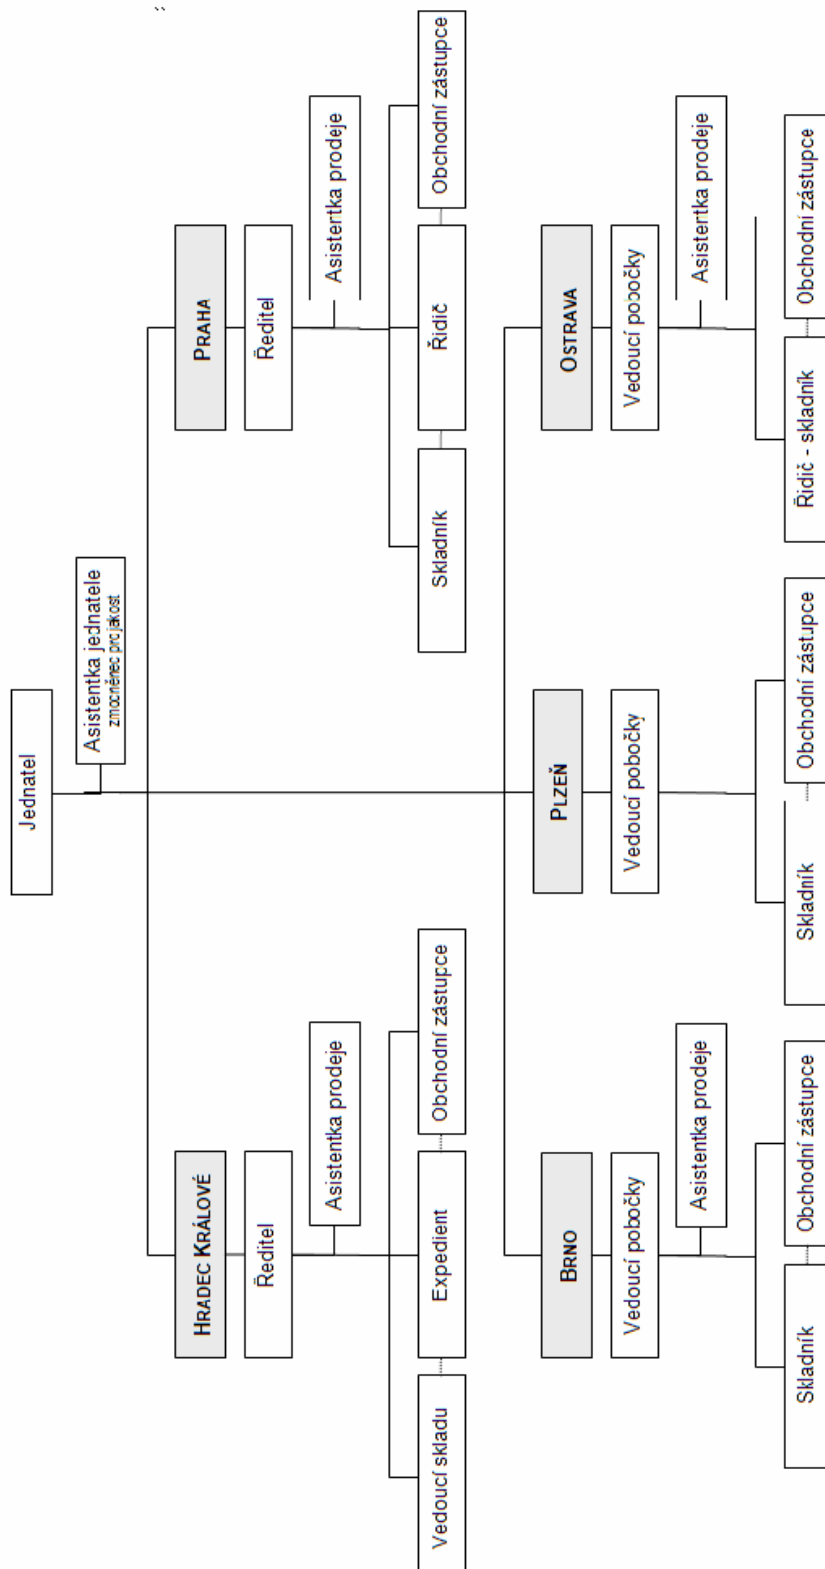 Jednatel
Asistentka jednatele
zmocněnec pro jakost
HRADEC KRÁLOVÉ
Ředitel
Asistentka prodeje
Vedoucí skladu
Expedient
Obchodní zástupce
PRAHA
Ředitel
Asistentka prodeje
Skladník
Řidič
Obchodní zástupce
BRNO
Vedoucí pobočky
Asistentka prodeje
Skladník
Obchodní zástupce
PLZEŇ
Vedoucí pobočky
Skladník
Obchodní zástupce
OSTRAVA
Vedoucí pobočky
Asistentka prodeje
Řidič - skladník
Obchodní zástupce